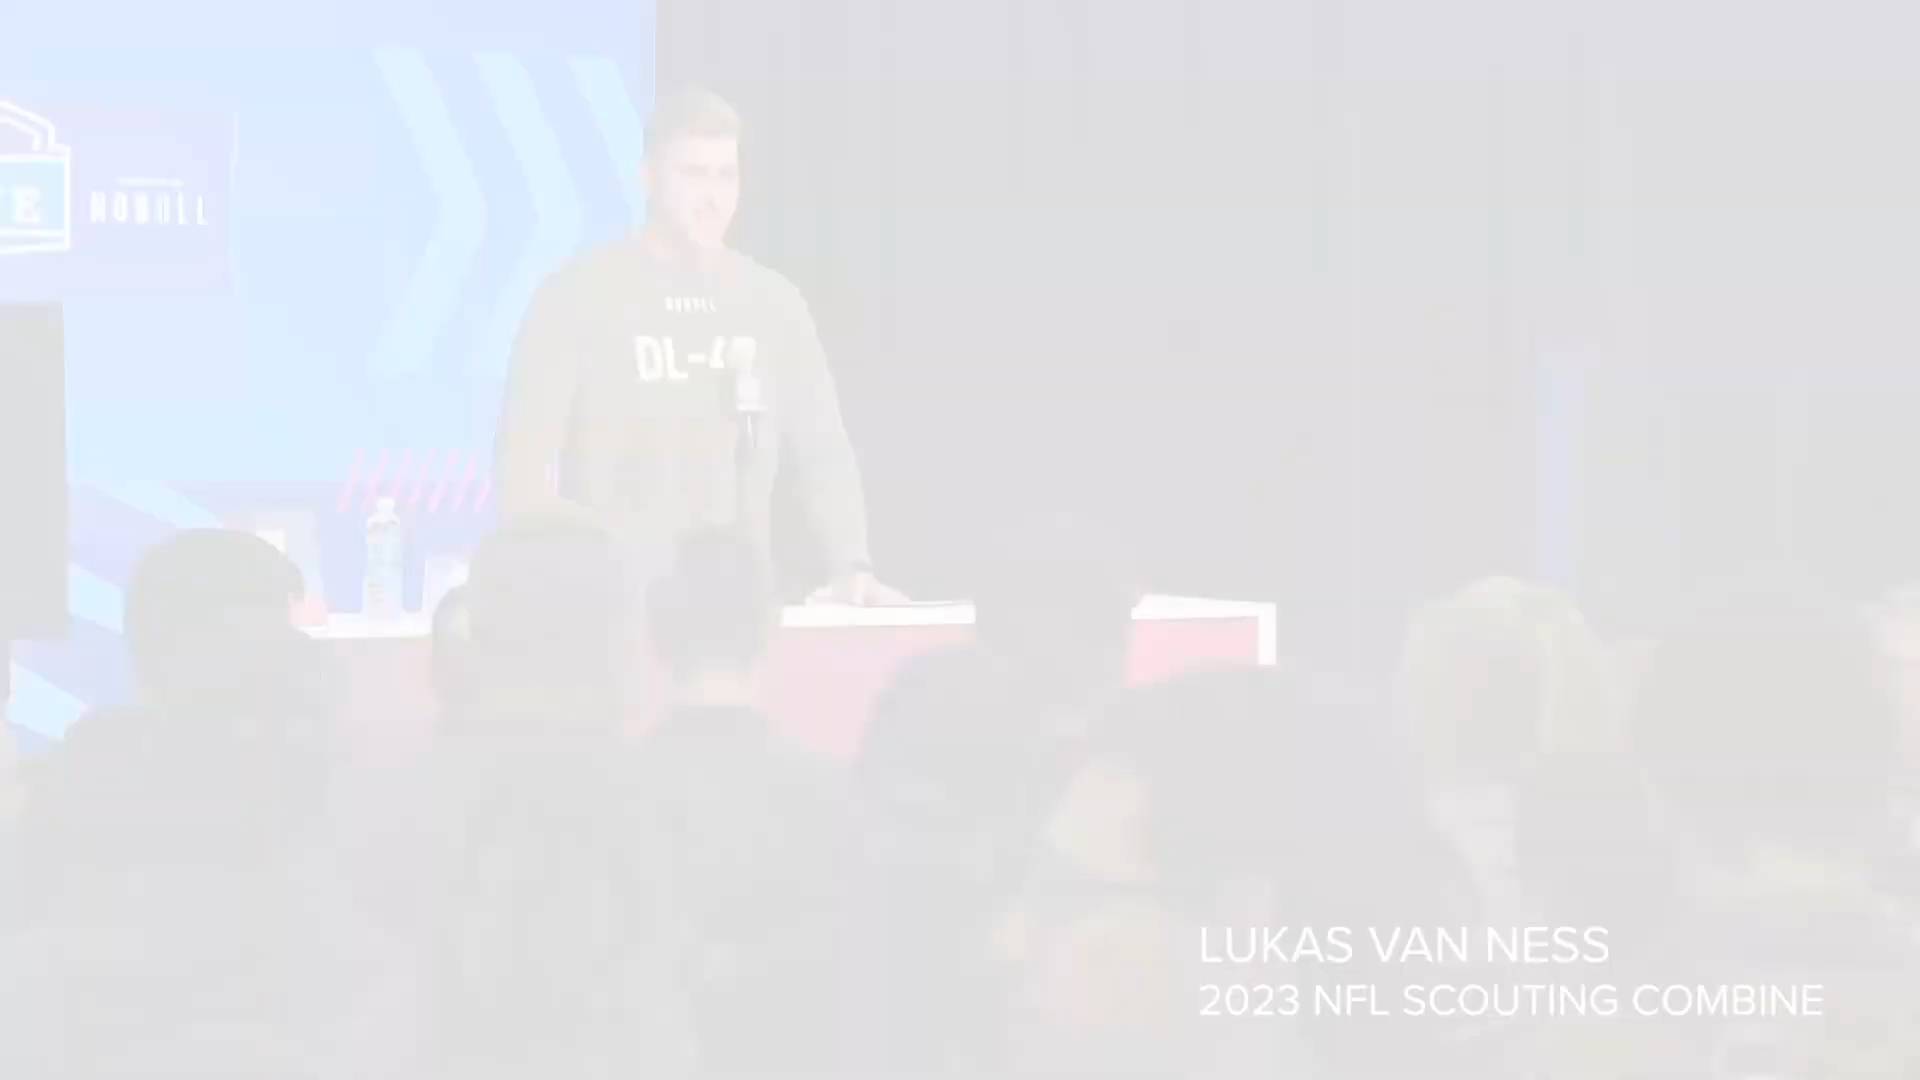 NOBULL
NOBULL
LUKAS VAN NESS
2023 NFL SCOUTING COMBINE